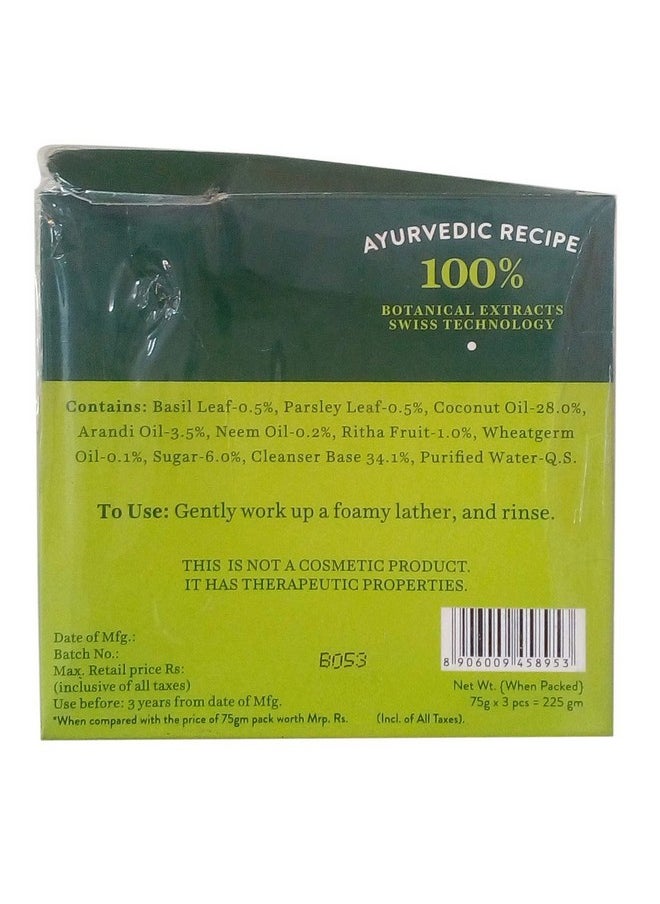 AYURVEDIC RECIPE
100%
BOTANICAL EXTRACTS
SWISS TECHNOLOGY
Contains: Basil Leaf-0.5%, Parsley Leaf-0.5%, Coconut Oil-28.0%,
Arandi Oil-3.5%, Neem Oil-0.2%, Ritha Fruit-1.0%, Wheatgerm
Oil-0.1%, Sugar-6.0%, Cleanser Base 34.1%, Purified Water-Q.S.
To Use: Gently work up a foamy lather, and rinse.
THIS IS NOT A COSMETIC PRODUCT.
IT HAS THERAPEUTIC PROPERTIES.
Date of Mfg.:
Batch No.:
B053
Max. Retail price Rs:
(inclusive of all taxes)
Use before: 3 years from date of Mfg.
*When compared with the price of 75gm pack worth Mrp. Rs. (Incl. of All Taxes).
8 906009 458953
Net Wt. {When Packed}
75g x 3 pcs = 225 gm